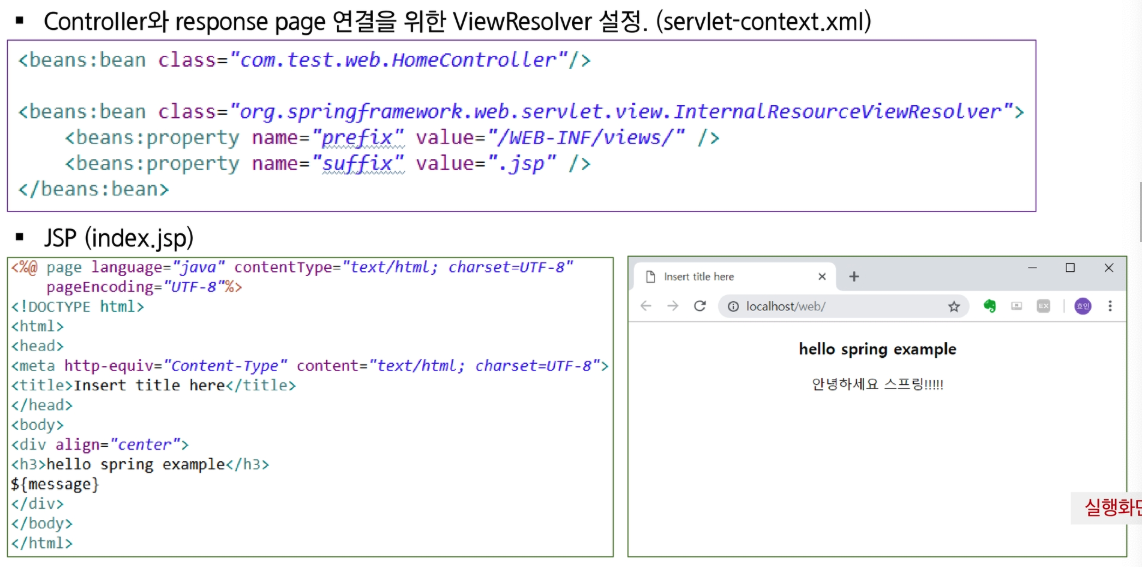 ▪ Controller와 response page 연결을 위한 ViewResolver 설정. (servlet-context.xml)
<beans:bean class="com.test.web.HomeController"/>
<beans:bean class="org.springframework.web.servlet.view.InternalResourceViewResolver">
    <beans:property name="prefix" value="/WEB-INF/views/" />
    <beans:property name="suffix" value=".jsp" />
</beans:bean>
▪ JSP (index.jsp)
<%@ page language="java" contentType="text/html; charset=UTF-8"
    pageEncoding="UTF-8"%>
<!DOCTYPE html>
<html>
<head>
<meta http-equiv="Content-Type" content="text/html; charset=UTF-8">
<title>Insert title here</title>
</head>
<body>
<div align="center">
<h3>hello spring example</h3>
${message}
</div>
</body>
</html>
Insert title here
localhost/web/
hello spring example
안녕하세요 스프링!!!!!
실행화면